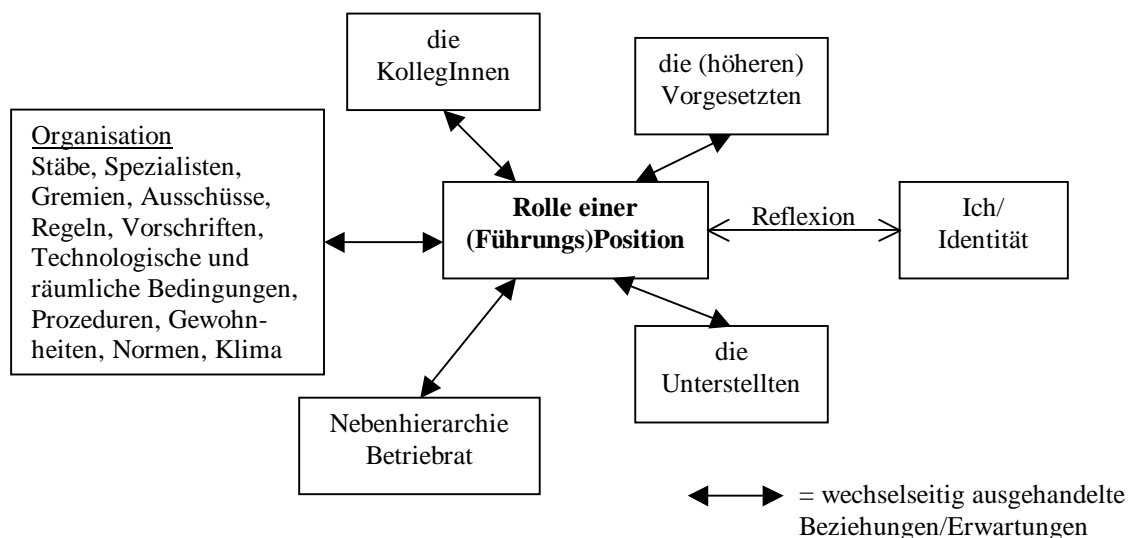 die
KollegInnen
die (höheren)
Vorgesetzten
Organisation
Stäbe, Spezialisten,
Gremien, Ausschüsse,
Regeln, Vorschriften,
Technologische und
räumliche Bedingungen,
Prozeduren, Gewohn-
heiten, Normen, Klima
Rolle einer
(Führungs)Position
Reflexion
Ich/
Identität
die
Unterstellten
Nebenhierarchie
Betriebrat
= wechselseitig ausgehandelte
Beziehungen/Erwartungen